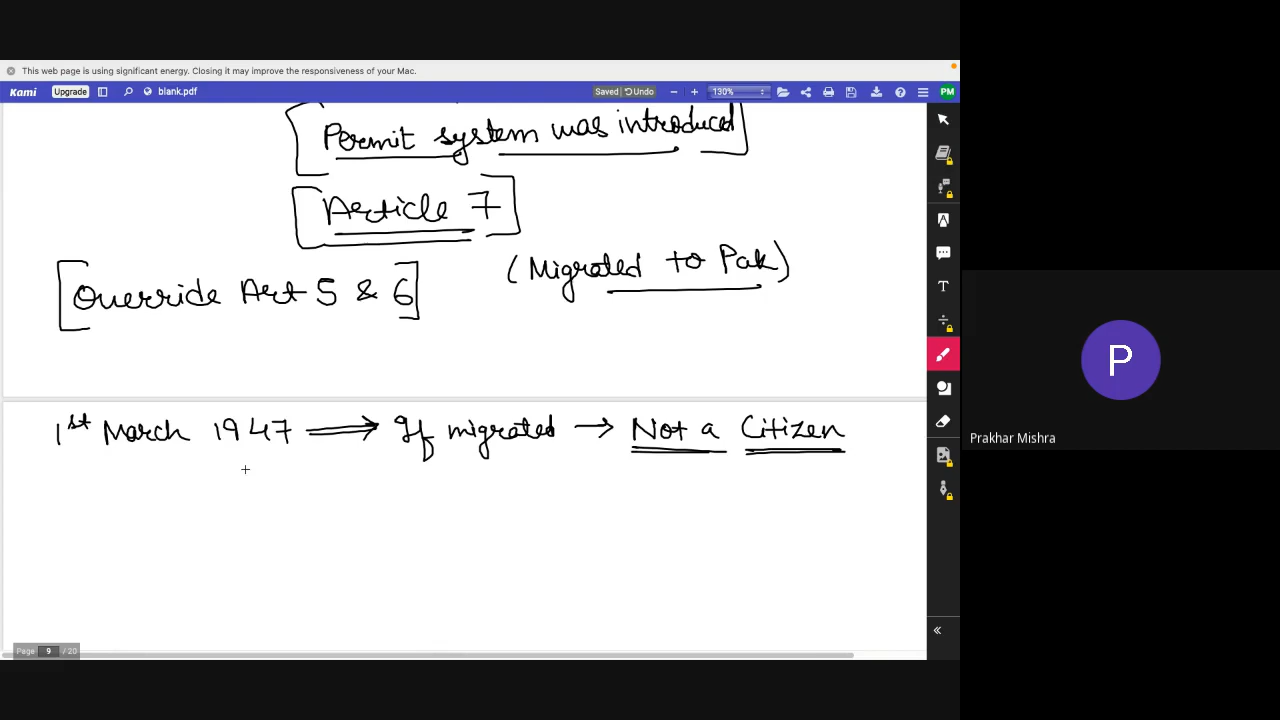 This web page is using significant energy. Closing it may improve the responsiveness of your Mac.
Kami Upgrade blank.pdf Saved Undo 130% PM
Permit system was introduced
Article 7
(Migrated to Pak)
Override Art 5 & 6
1st March 1947 ⟹ If migrated → Not a Citizen
Page 9 / 20
P
Prakhar Mishra